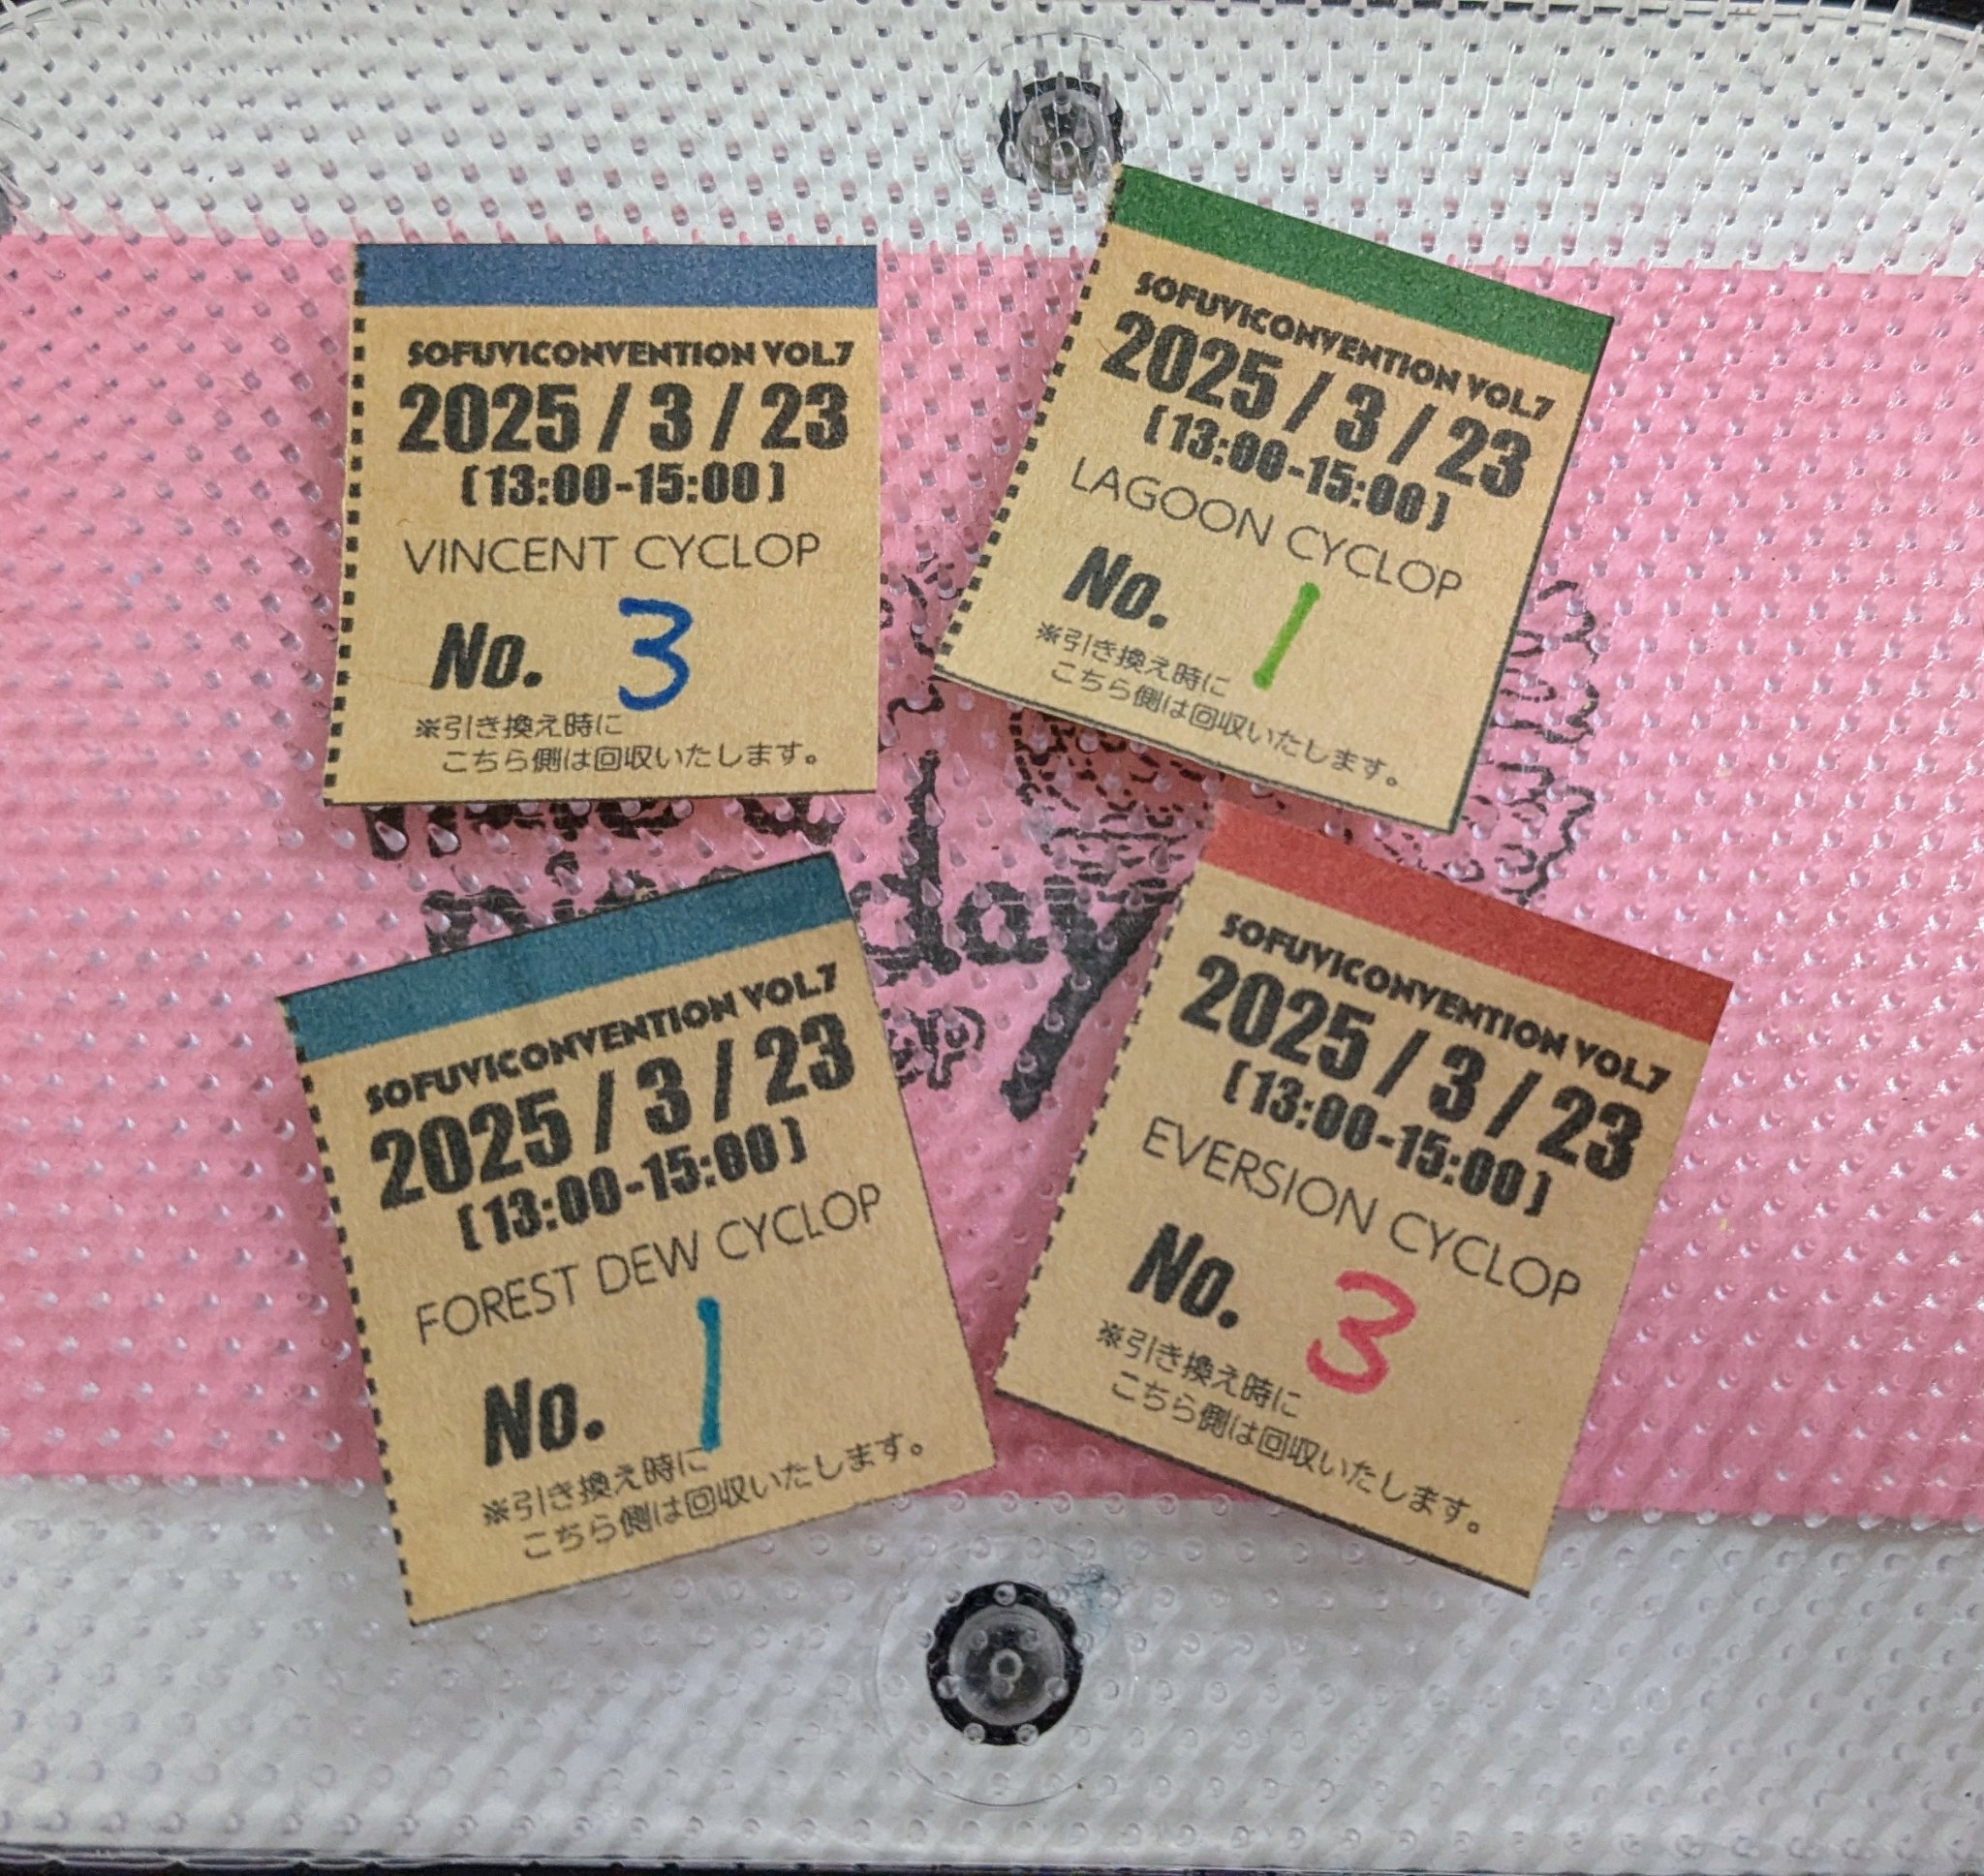 SOFUVICONVENTION VOL.7
2025 / 3 / 23
[13:00-15:00]
VINCENT CYCLOP
No. 3
※引き換え時に
こちら側は回収いたします。
SOFUVICONVENTION VOL.7
2025 / 3 / 23
[13:00-15:00]
LAGOON CYCLOP
No. 1
※引き換え時に
こちら側は回収いたします。
SOFUVICONVENTION VOL.7
2025 / 3 / 23
[13:00-15:00]
FOREST DEW CYCLOP
No. 1
※引き換え時に
こちら側は回収いたします。
SOFUVICONVENTION VOL.7
2025 / 3 / 23
[13:00-15:00]
EVERSION CYCLOP
No. 3
※引き換え時に
こちら側は回収いたします。
day